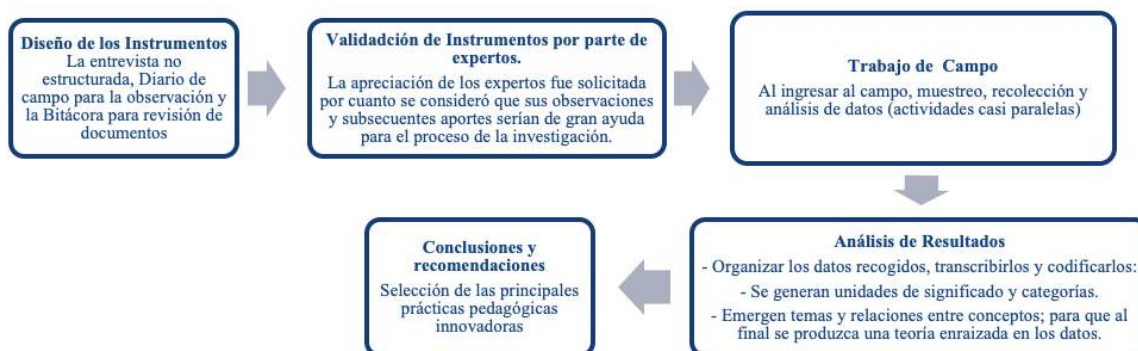 Diseño de los Instrumentos
La entrevista no
estructurada, Diario de
campo para la observación y
la Bitácora para revisión de
documentos
Validadción de Instrumentos por parte de
expertos.
La apreciación de los expertos fue solicitada
por cuanto se consideró que sus observaciones
y subsecuentes aportes serían de gran ayuda
para el proceso de la investigación.
Trabajo de Campo
Al ingresar al campo, muestreo, recolección y
análisis de datos (actividades casi paralelas)
Análisis de Resultados
- Organizar los datos recogidos, transcribirlos y codificarlos:
- Se generan unidades de significado y categorías.
- Emergen temas y relaciones entre conceptos; para que al
final se produzca una teoría enraizada en los datos.
Conclusiones y
recomendaciones
Selección de las principales
prácticas pedagógicas
innovadoras